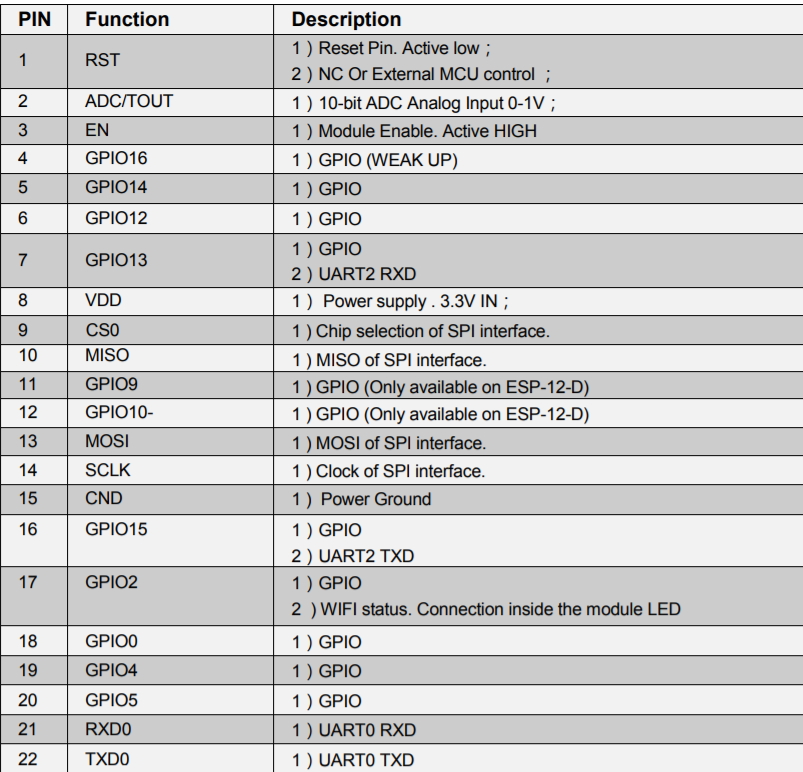 PIN Function Description
1 RST 1）Reset Pin. Active low；
2）NC Or External MCU control ；
2 ADC/TOUT 1）10-bit ADC Analog Input 0-1V；
3 EN 1）Module Enable. Active HIGH
4 GPIO16 1）GPIO (WEAK UP)
5 GPIO14 1）GPIO
6 GPIO12 1）GPIO
7 GPIO13 1）GPIO
2）UART2 RXD
8 VDD 1） Power supply . 3.3V IN；
9 CS0 1）Chip selection of SPI interface.
10 MISO 1）MISO of SPI interface.
11 GPIO9 1）GPIO (Only available on ESP-12-D)
12 GPIO10- 1）GPIO (Only available on ESP-12-D)
13 MOSI 1）MOSI of SPI interface.
14 SCLK 1）Clock of SPI interface.
15 CND 1） Power Ground
16 GPIO15 1）GPIO
2）UART2 TXD
17 GPIO2 1）GPIO
2 ）WIFI status. Connection inside the module LED
18 GPIO0 1）GPIO
19 GPIO4 1）GPIO
20 GPIO5 1）GPIO
21 RXD0 1）UART0 RXD
22 TXD0 1）UART0 TXD